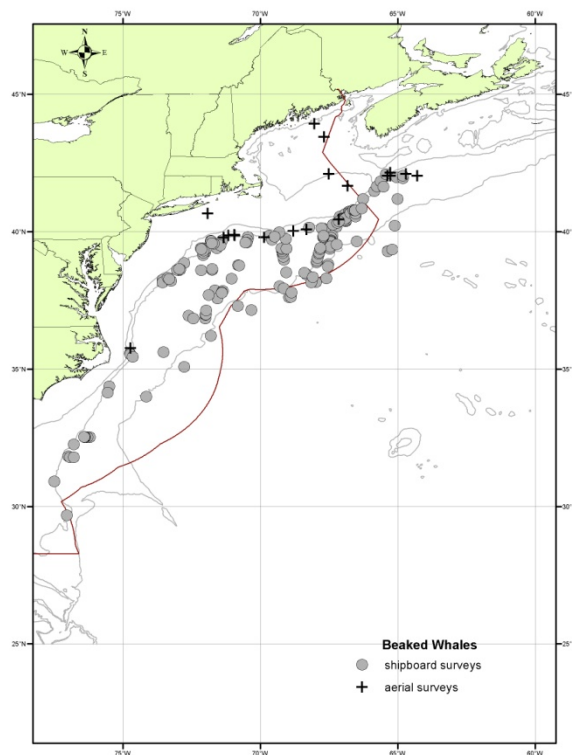 75°W 70°W 65°W 60°W
N
W E
S
45°N 45°N
40°N 40°N
35°N 35°N
30°N 30°N
25°N 25°N
Beaked Whales
shipboard surveys
aerial surveys
75°W 70°W 65°W 60°W